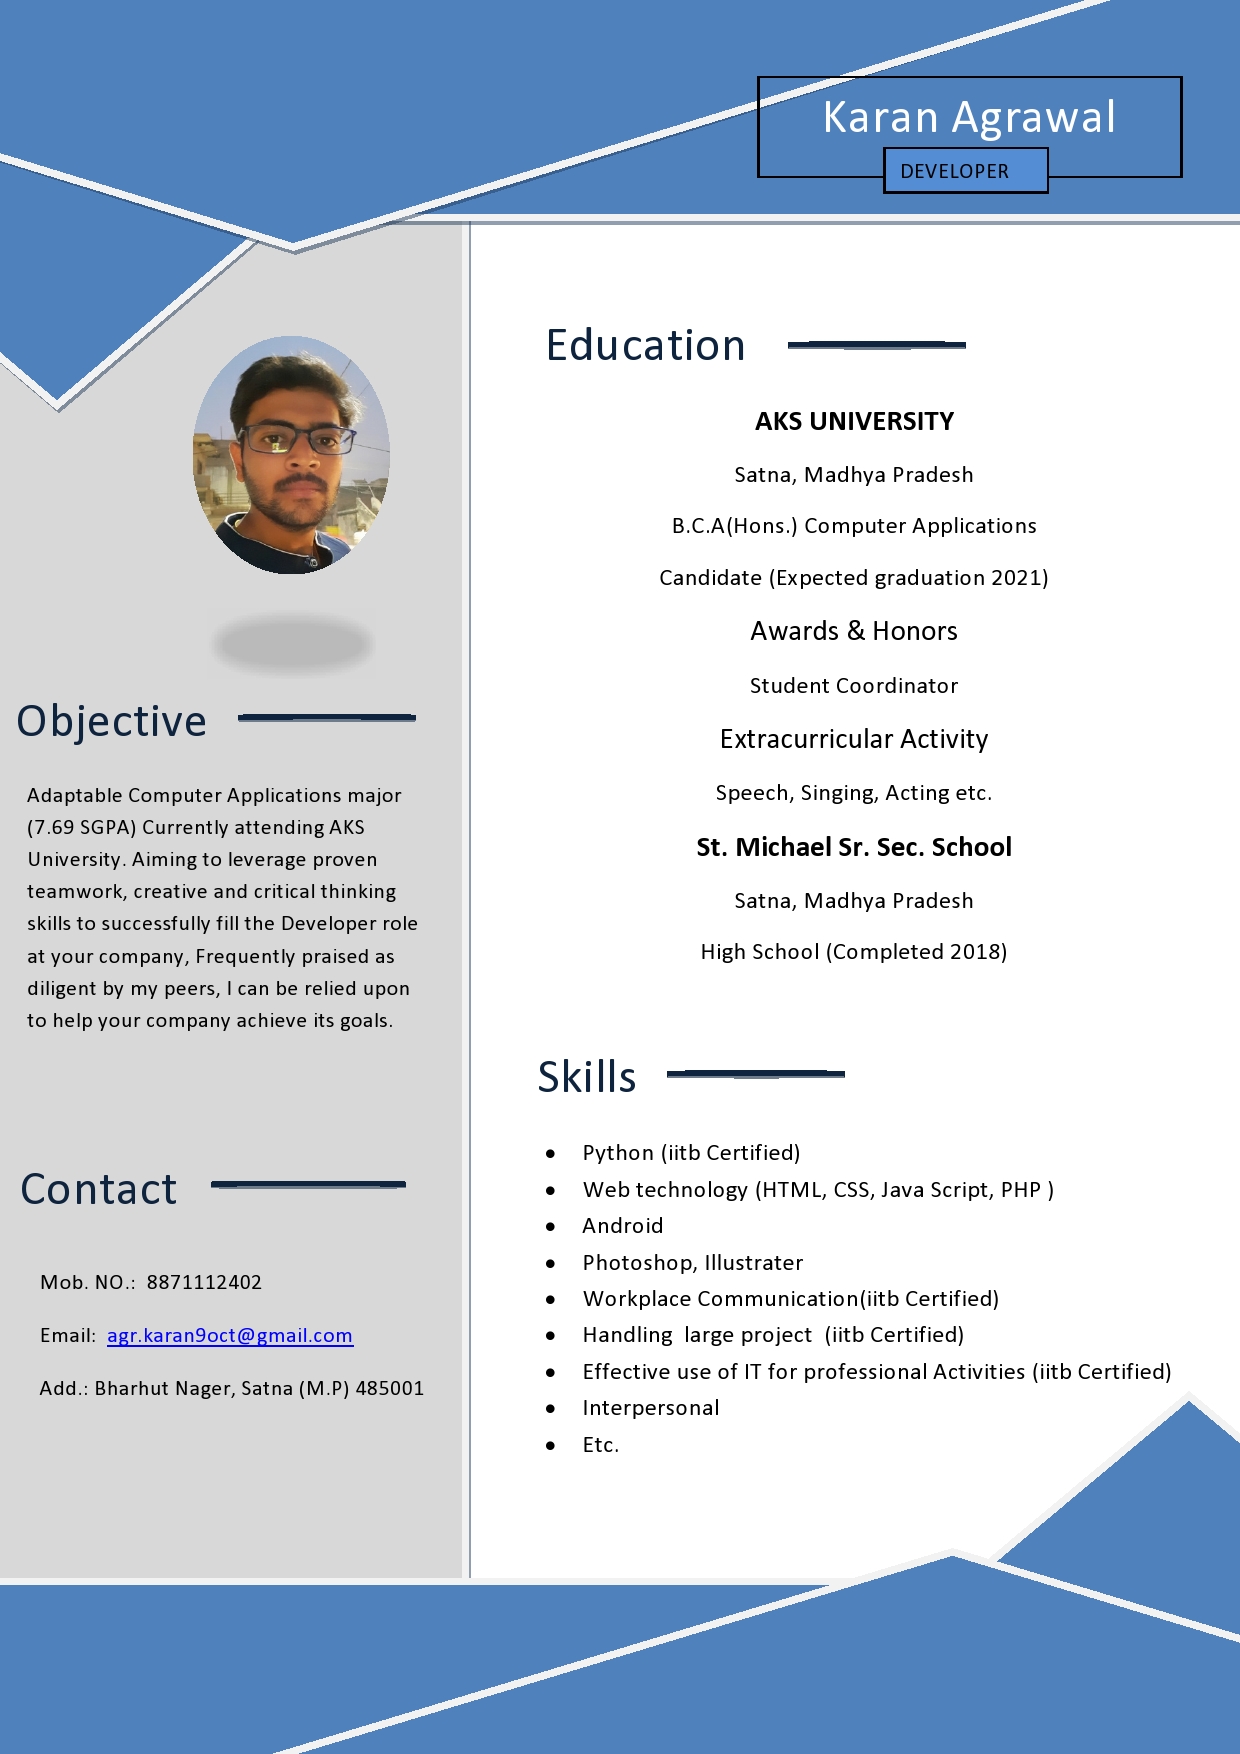 Karan Agrawal
DEVELOPER
Objective
Adaptable Computer Applications major
(7.69 SGPA) Currently attending AKS
University. Aiming to leverage proven
teamwork, creative and critical thinking
skills to successfully fill the Developer role
at your company, Frequently praised as
diligent by my peers, I can be relied upon
to help your company achieve its goals.
Contact
Mob. NO.: 8871112402
Email: agr.karan9oct@gmail.com
Add.: Bharhut Nager, Satna (M.P) 485001
Education
AKS UNIVERSITY
Satna, Madhya Pradesh
B.C.A(Hons.) Computer Applications
Candidate (Expected graduation 2021)
Awards & Honors
Student Coordinator
Extracurricular Activity
Speech, Singing, Acting etc.
St. Michael Sr. Sec. School
Satna, Madhya Pradesh
High School (Completed 2018)
Skills
• Python (iitb Certified)
• Web technology (HTML, CSS, Java Script, PHP )
• Android
• Photoshop, Illustrater
• Workplace Communication(iitb Certified)
• Handling large project (iitb Certified)
• Effective use of IT for professional Activities (iitb Certified)
• Interpersonal
• Etc.